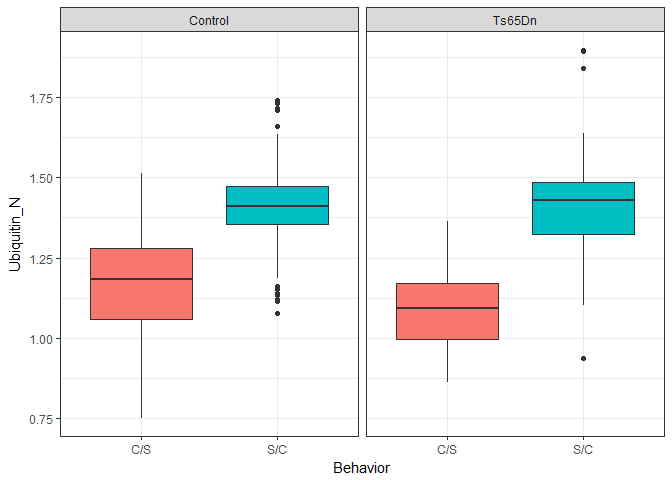 Control
Ts65Dn
Ubiquitin_N
1.75
1.50
1.25
1.00
0.75
C/S
S/C
C/S
S/C
Behavior